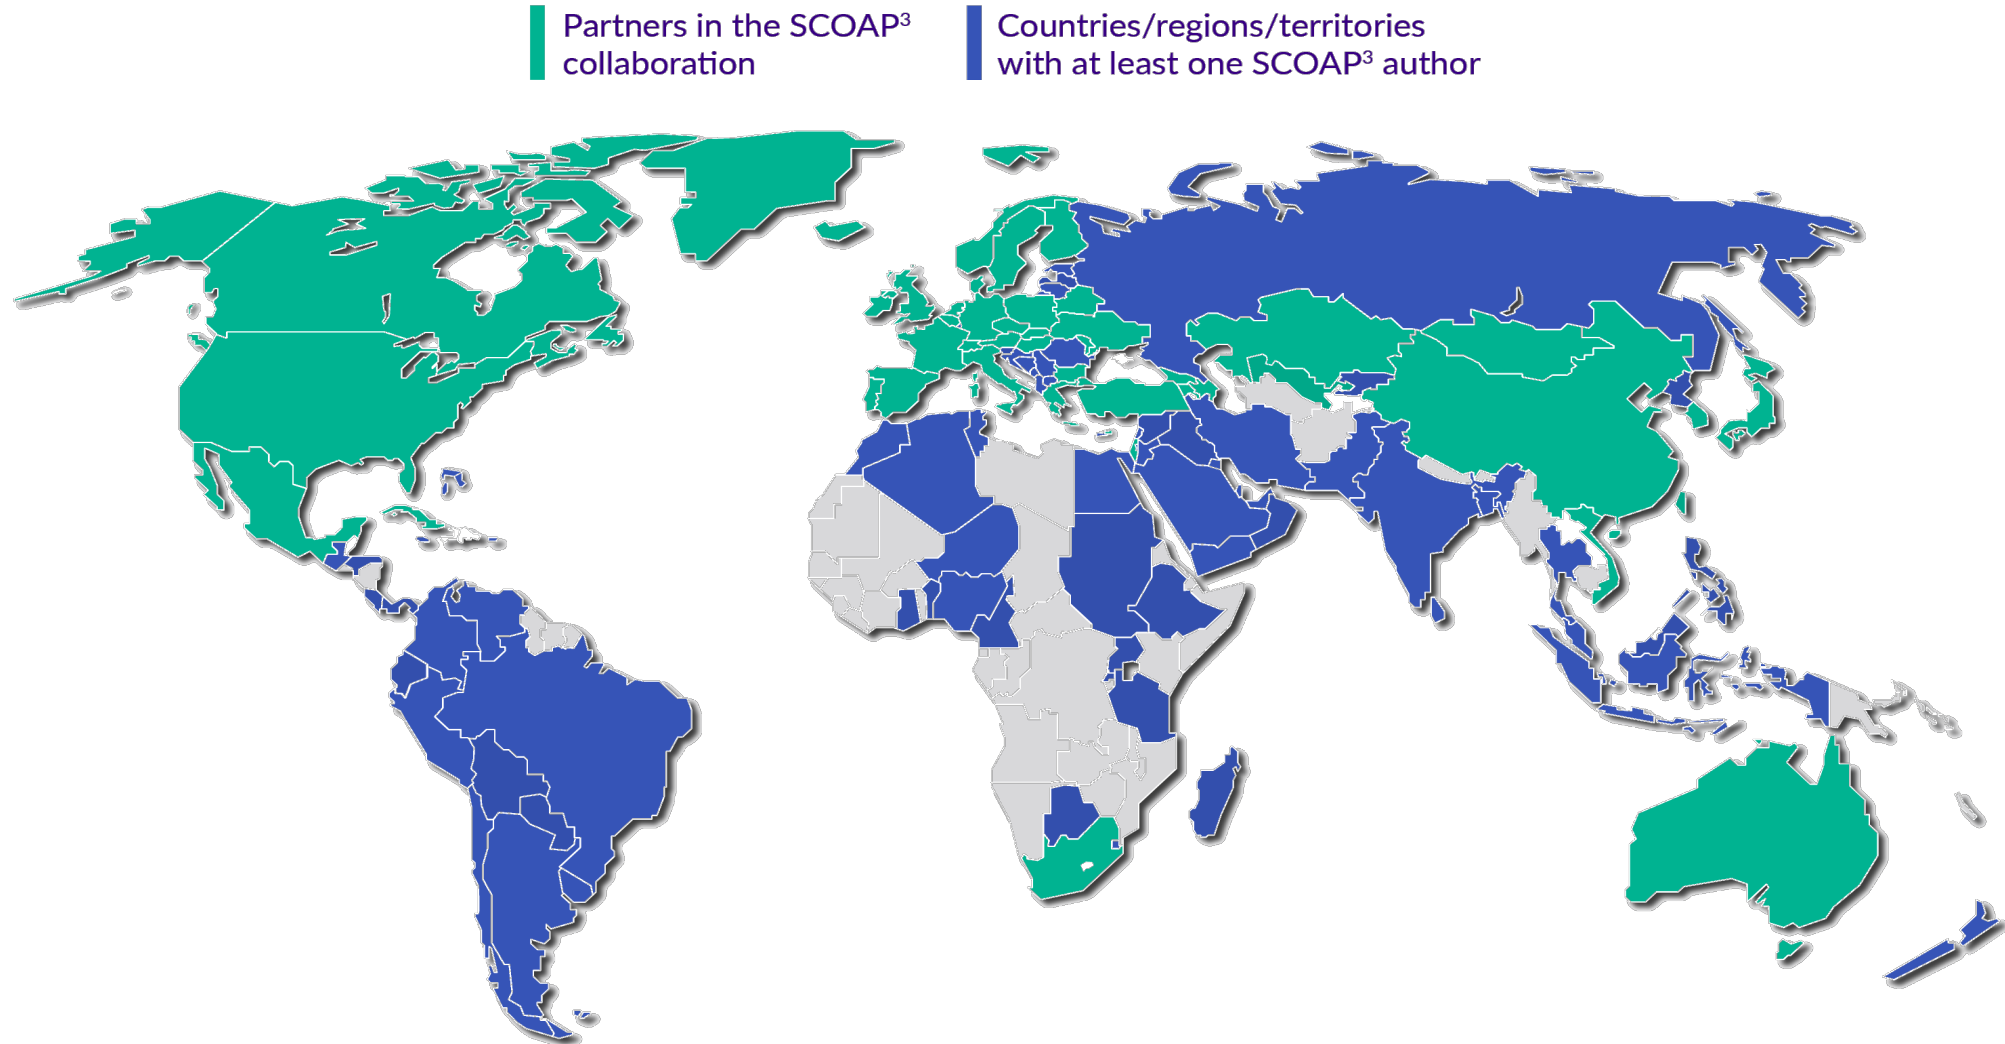 Partners in the SCOAP³
collaboration
Countries/regions/territories
with at least one SCOAP³ author